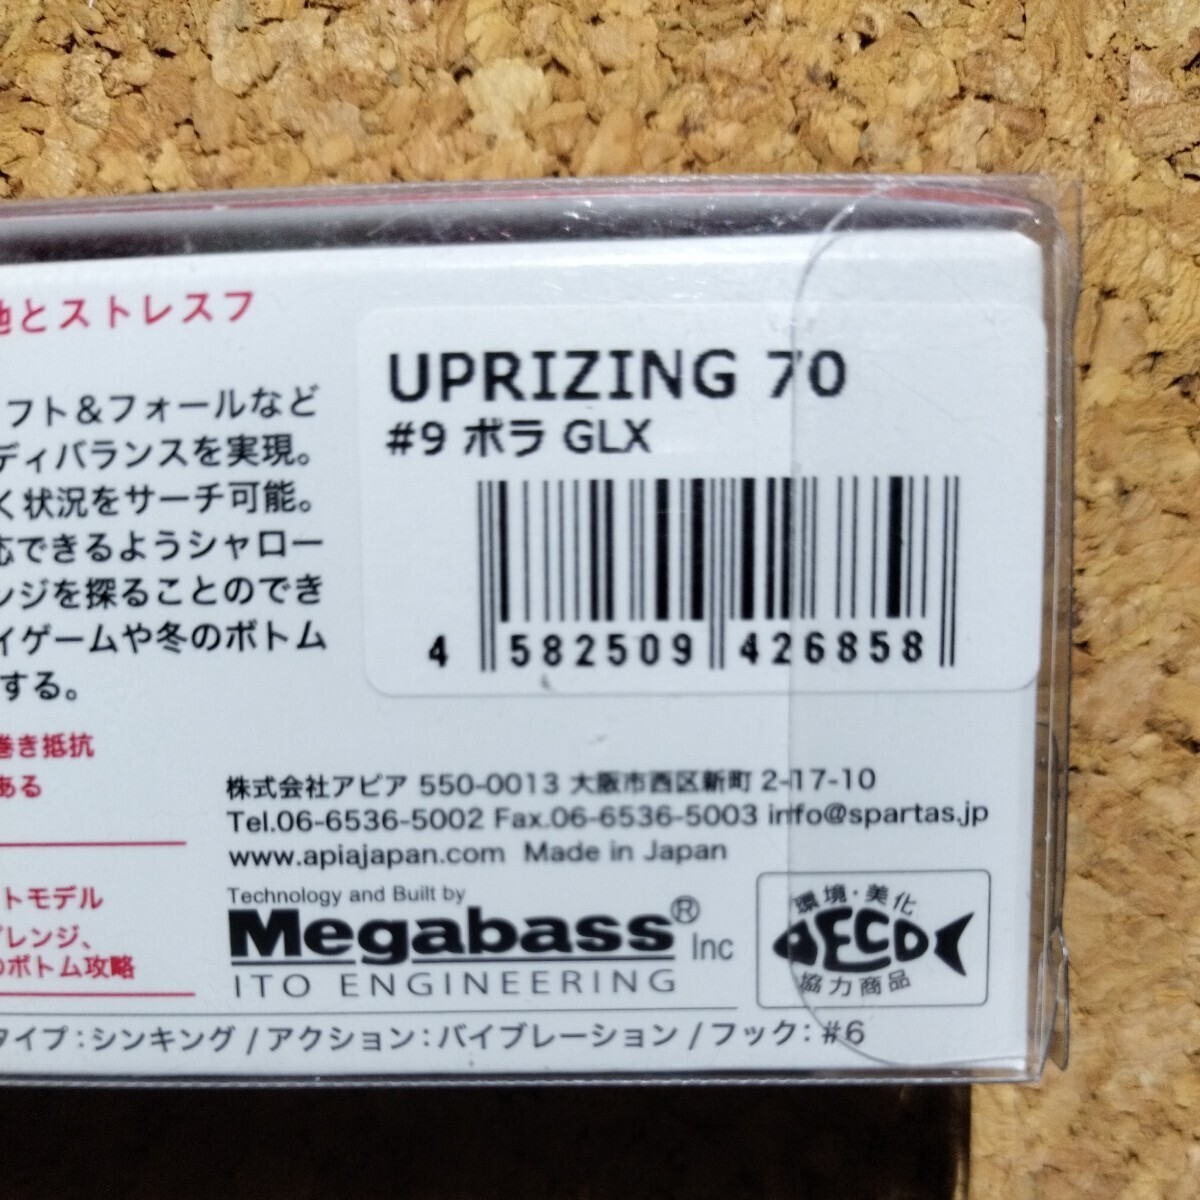 とストレスフ
フト＆フォールなど
ディバランスを実現。
く状況をサーチ可能。
応できるようシャロー
ンジを探ることのでき
イゲームや冬のボトム
する。
巻き抵抗
ある
トモデル
レンジ、
のボトム攻略
UPRIZING 70
#9 ボラ GLX
4 582509 426858
株式会社アピア 550-0013 大阪市西区新町 2-17-10
Tel.06-6536-5002 Fax.06-6536-5003 info@spartas.jp
www.apiajapan.com Made in Japan
Technology and Built by
Megabass® Inc
ITO ENGINEERING
環境・美化
ECO
協力商品
タイプ：シンキング / アクション：バイブレーション / フック：#6